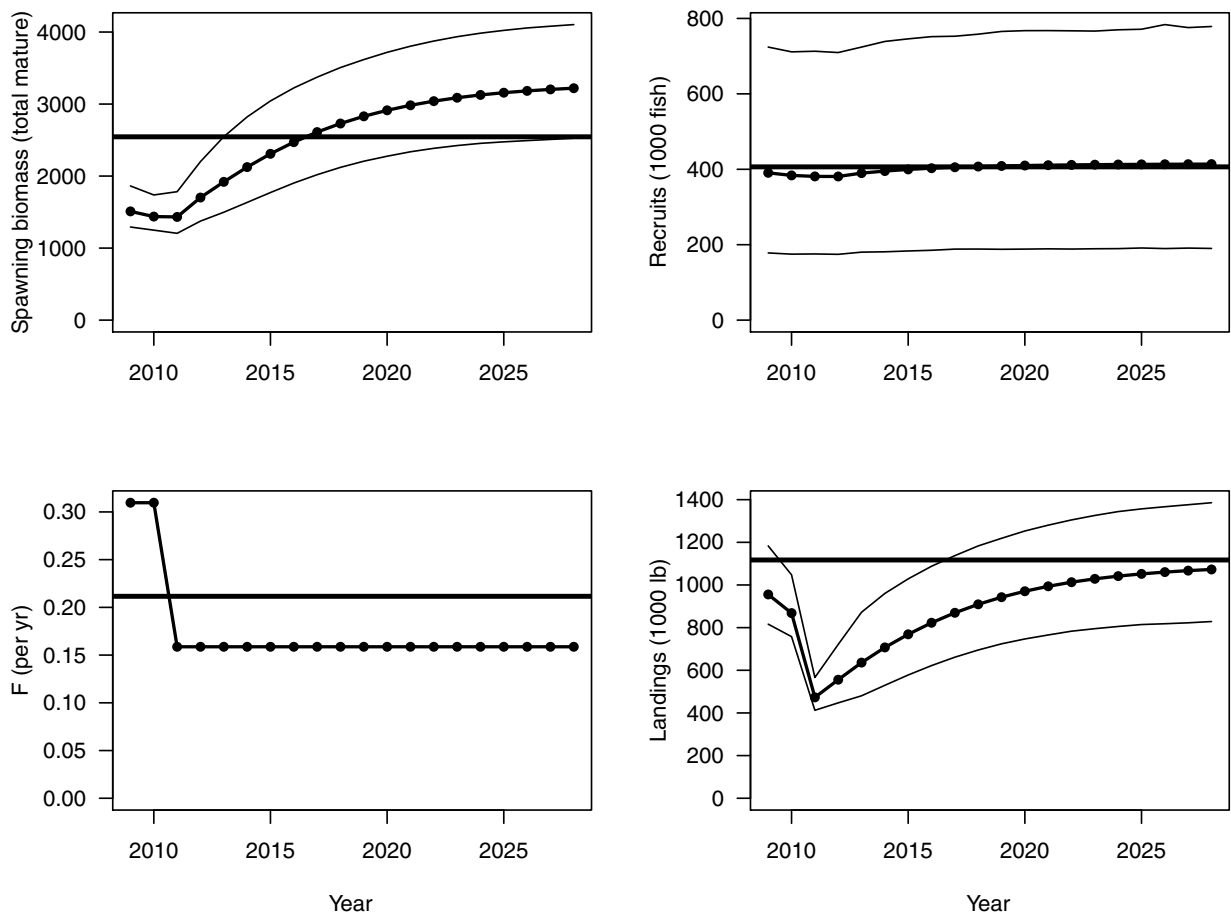 Spawning biomass (total mature)
4000
3000
2000
1000
0
2010 2015 2020 2025
Recruits (1000 fish)
800
600
400
200
0
2010 2015 2020 2025
F (per yr)
0.30
0.25
0.20
0.15
0.10
0.05
0.00
2010 2015 2020 2025
Year
Landings (1000 lb)
1400
1200
1000
800
600
400
200
0
2010 2015 2020 2025
Year